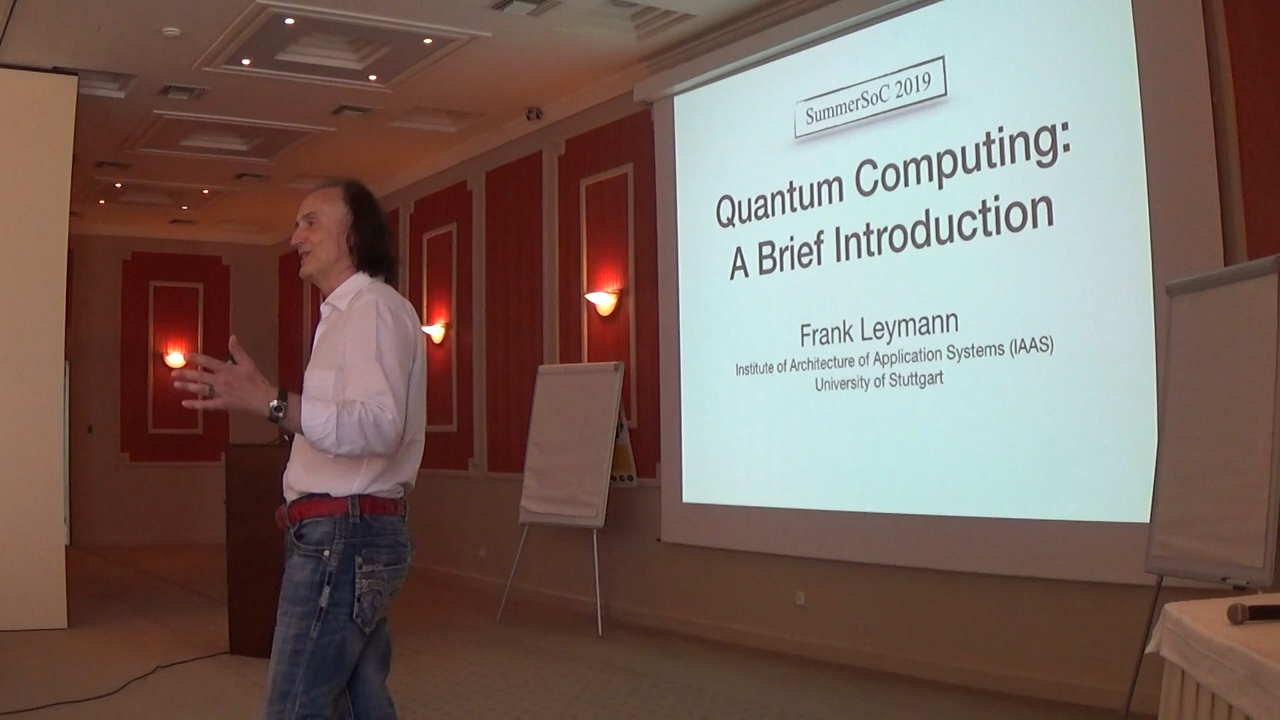 SummerSoC 2019
Quantum Computing:
A Brief Introduction
Frank Leymann
Institute of Architecture of Application Systems (IAAS)
University of Stuttgart